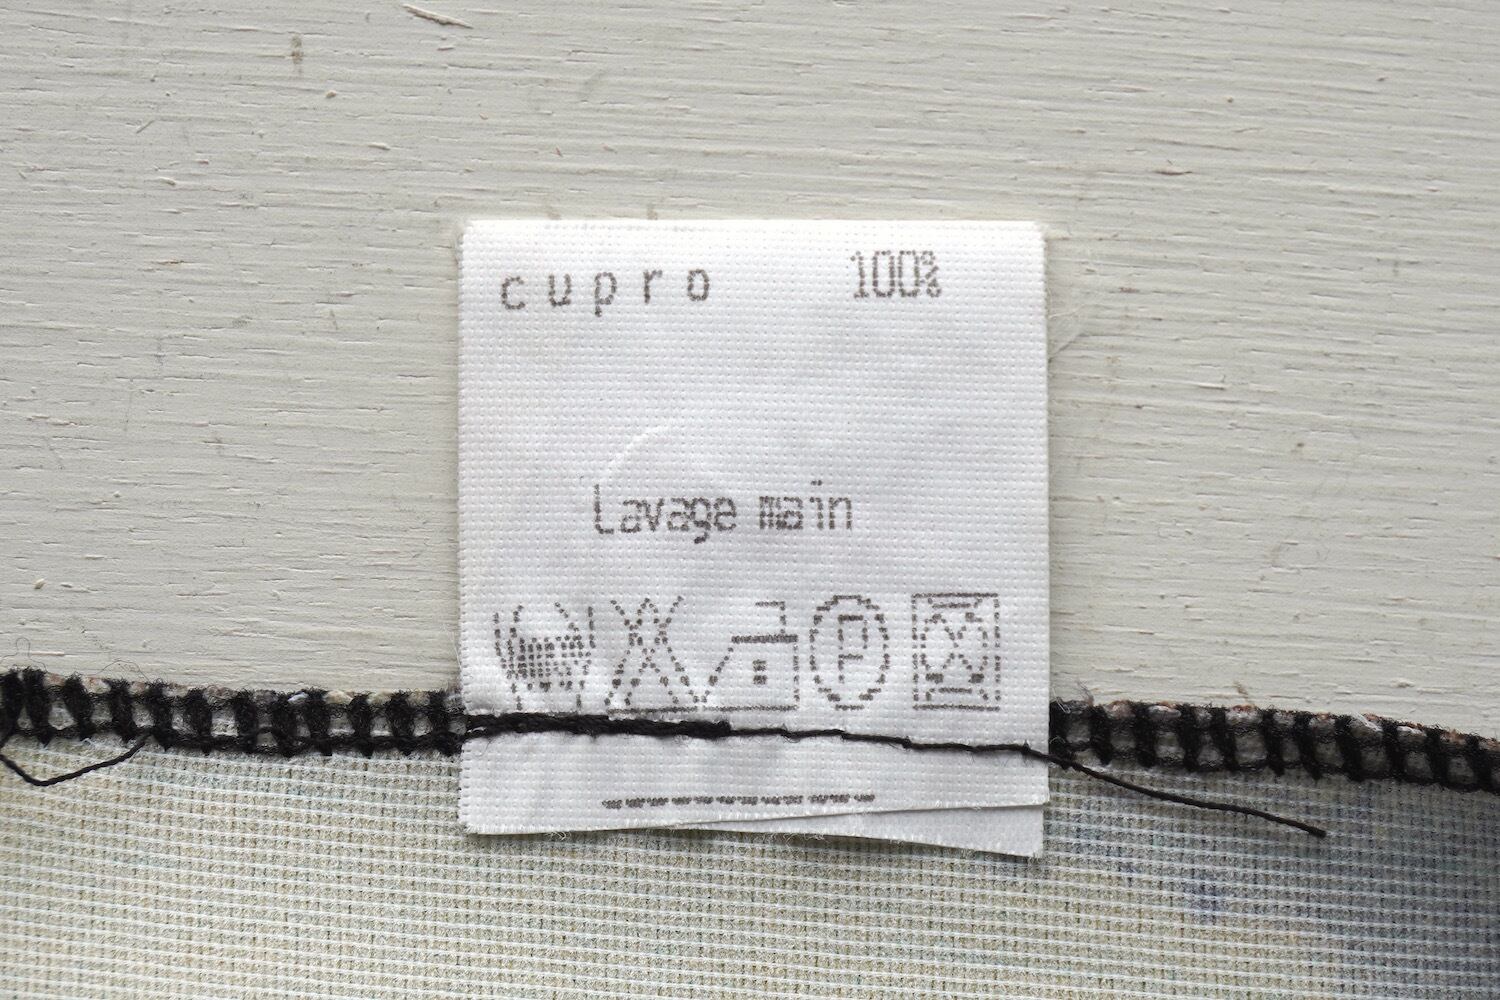 cupro 100%
Lavage main
P